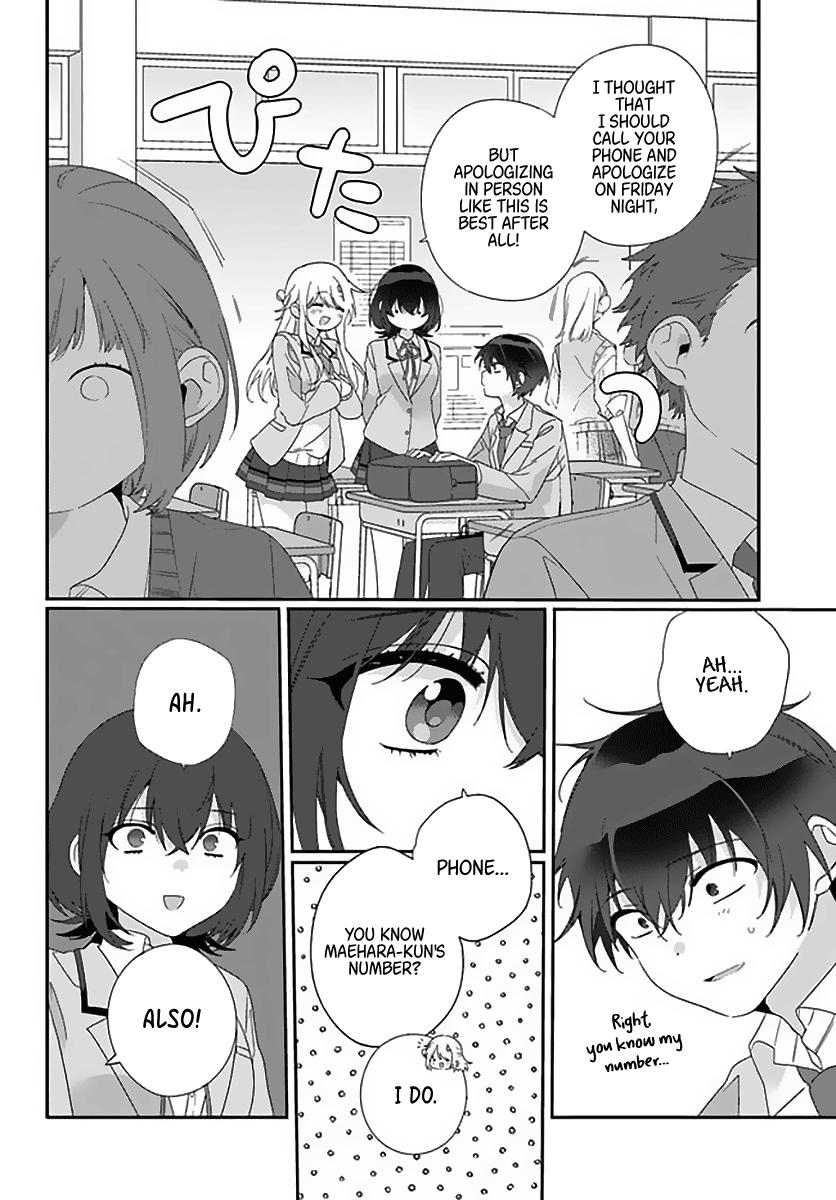 I THOUGHT
THAT
I SHOULD
CALL YOUR
PHONE AND
APOLOGIZE
ON FRIDAY
NIGHT,
BUT
APOLOGIZING
IN PERSON
LIKE THIS IS
BEST AFTER
ALL!
ぴたっ
AH...
YEAH.
Right,
you know my
number...
PHONE...
YOU KNOW
MAEHARA-KUN'S
NUMBER?
I DO.
AH.
ALSO!